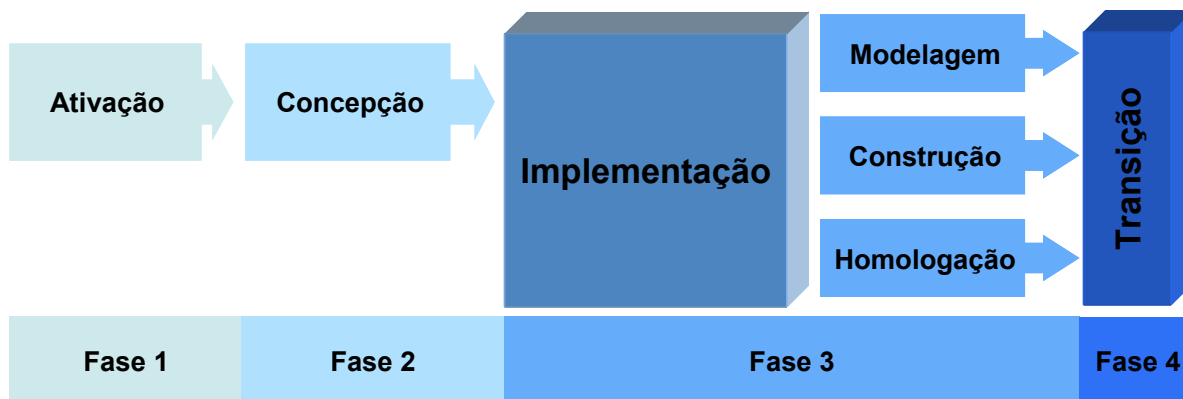 Ativação
Concepção
Implementação
Modelagem
Construção
Homologação
Transição
Fase 1
Fase 2
Fase 3
Fase 4